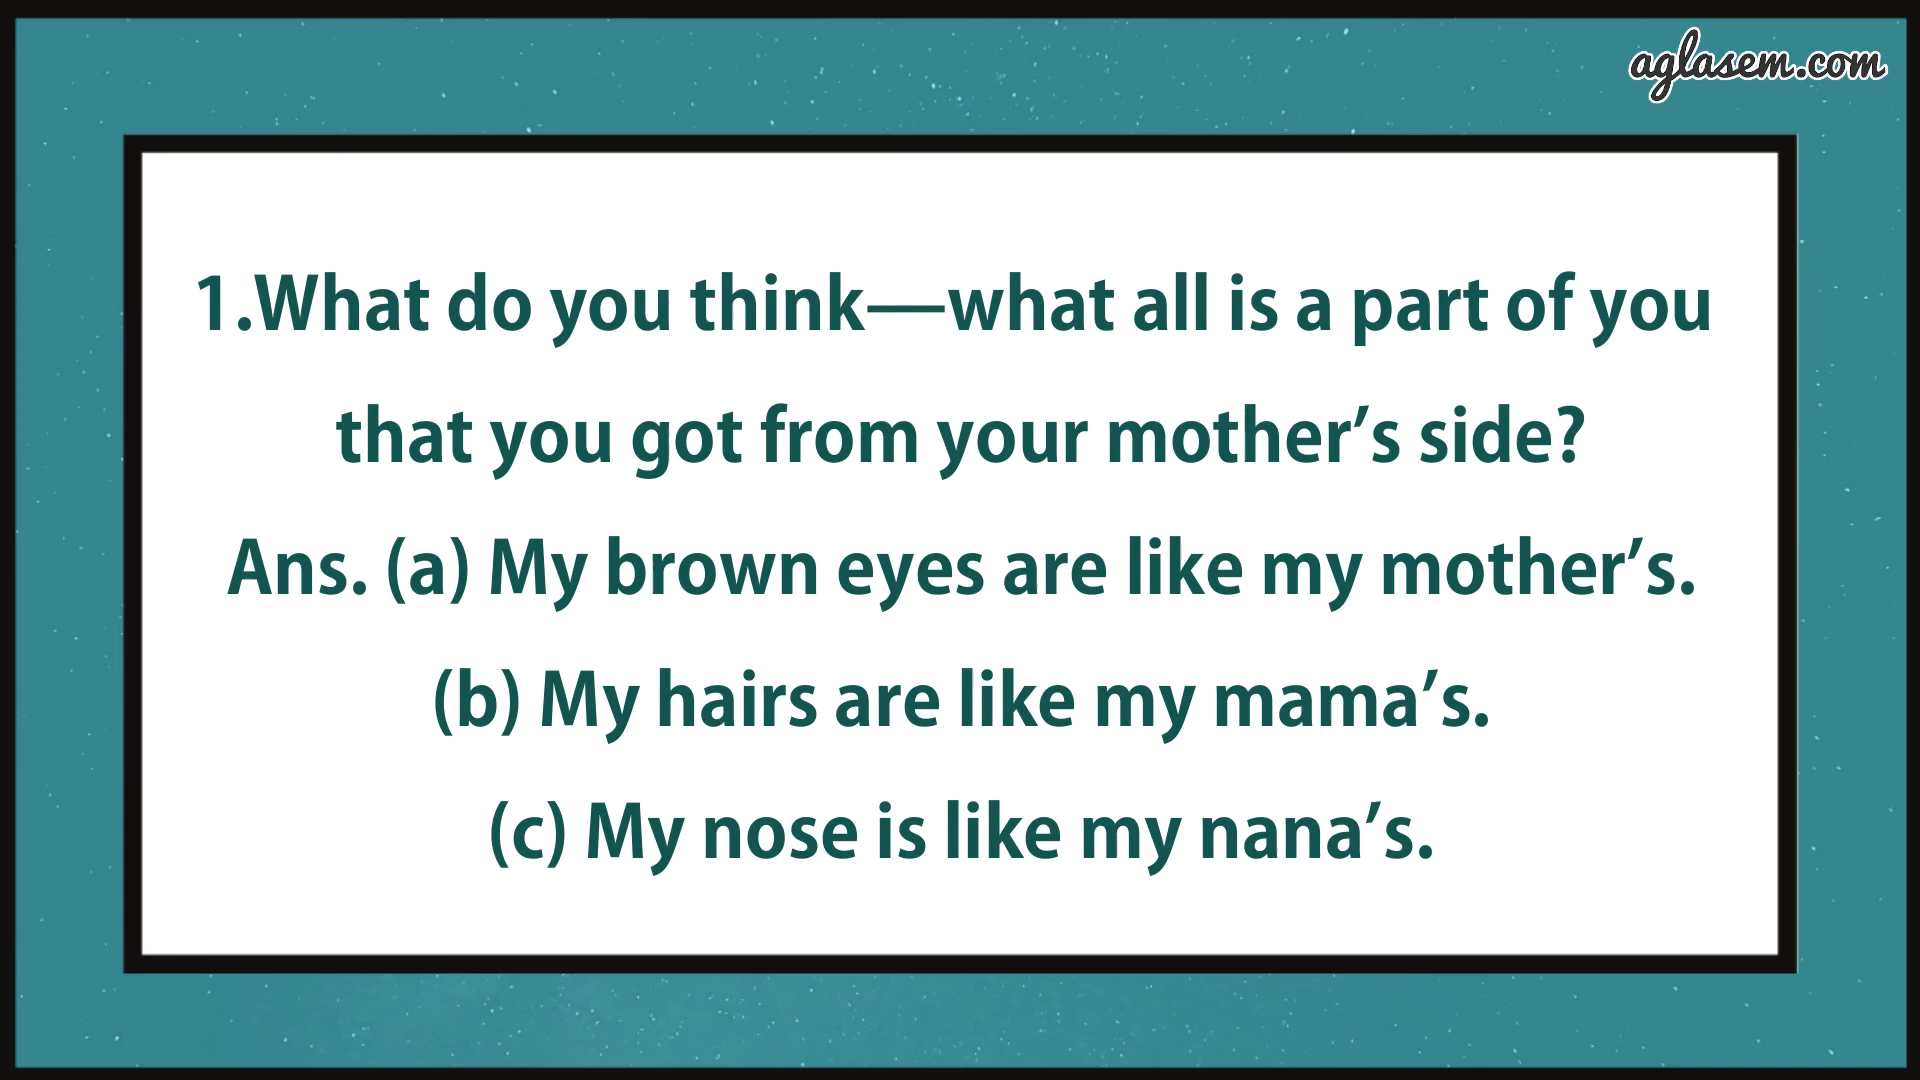 aglasem.com
1.What do you think—what all is a part of you
that you got from your mother’s side?
Ans. (a) My brown eyes are like my mother’s.
(b) My hairs are like my mama’s.
(c) My nose is like my nana’s.